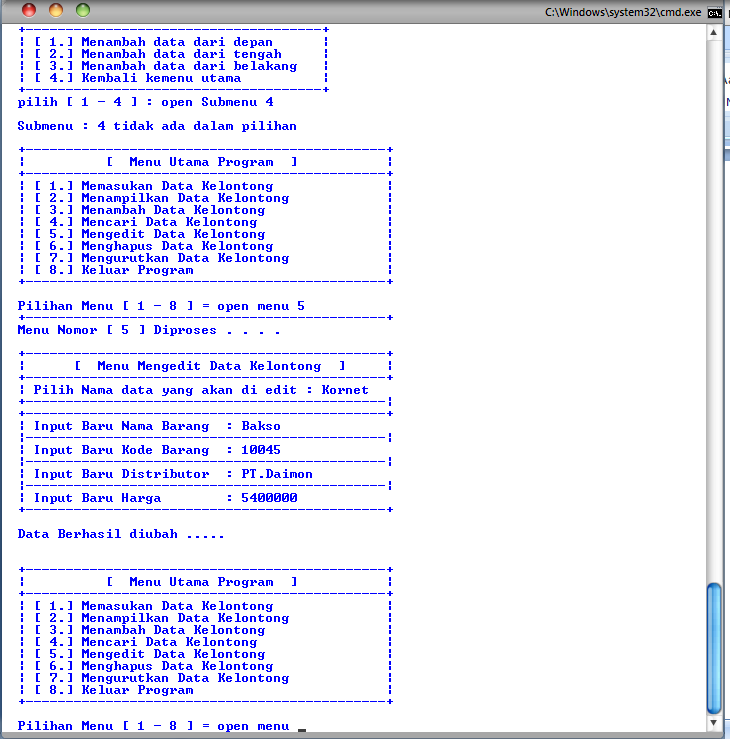 C:\Windows\system32\cmd.exe
[ 1.] Menambah data dari depan
[ 2.] Menambah data dari tengah
[ 3.] Menambah data dari belakang
[ 4.] Kembali kemenu utama
pilih [ 1 - 4 ] : open Submenu 4
Submenu : 4 tidak ada dalam pilihan
[ Menu Utama Program ]
[ 1.] Memasukan Data Kelontong
[ 2.] Menampilkan Data Kelontong
[ 3.] Menambah Data Kelontong
[ 4.] Mencari Data Kelontong
[ 5.] Mengedit Data Kelontong
[ 6.] Menghapus Data Kelontong
[ 7.] Mengurutkan Data Kelontong
[ 8.] Keluar Program
Pilihan Menu [ 1 - 8 ] = open menu 5
Menu Nomor [ 5 ] Diproses . . . .
[ Menu Mengedit Data Kelontong ]
Pilih Nama data yang akan di edit : Kornet
Input Baru Nama Barang : Bakso
Input Baru Kode Barang : 10045
Input Baru Distributor : PT.Daimon
Input Baru Harga : 5400000
Data Berhasil diubah .....
[ Menu Utama Program ]
[ 1.] Memasukan Data Kelontong
[ 2.] Menampilkan Data Kelontong
[ 3.] Menambah Data Kelontong
[ 4.] Mencari Data Kelontong
[ 5.] Mengedit Data Kelontong
[ 6.] Menghapus Data Kelontong
[ 7.] Mengurutkan Data Kelontong
[ 8.] Keluar Program
Pilihan Menu [ 1 - 8 ] = open menu _